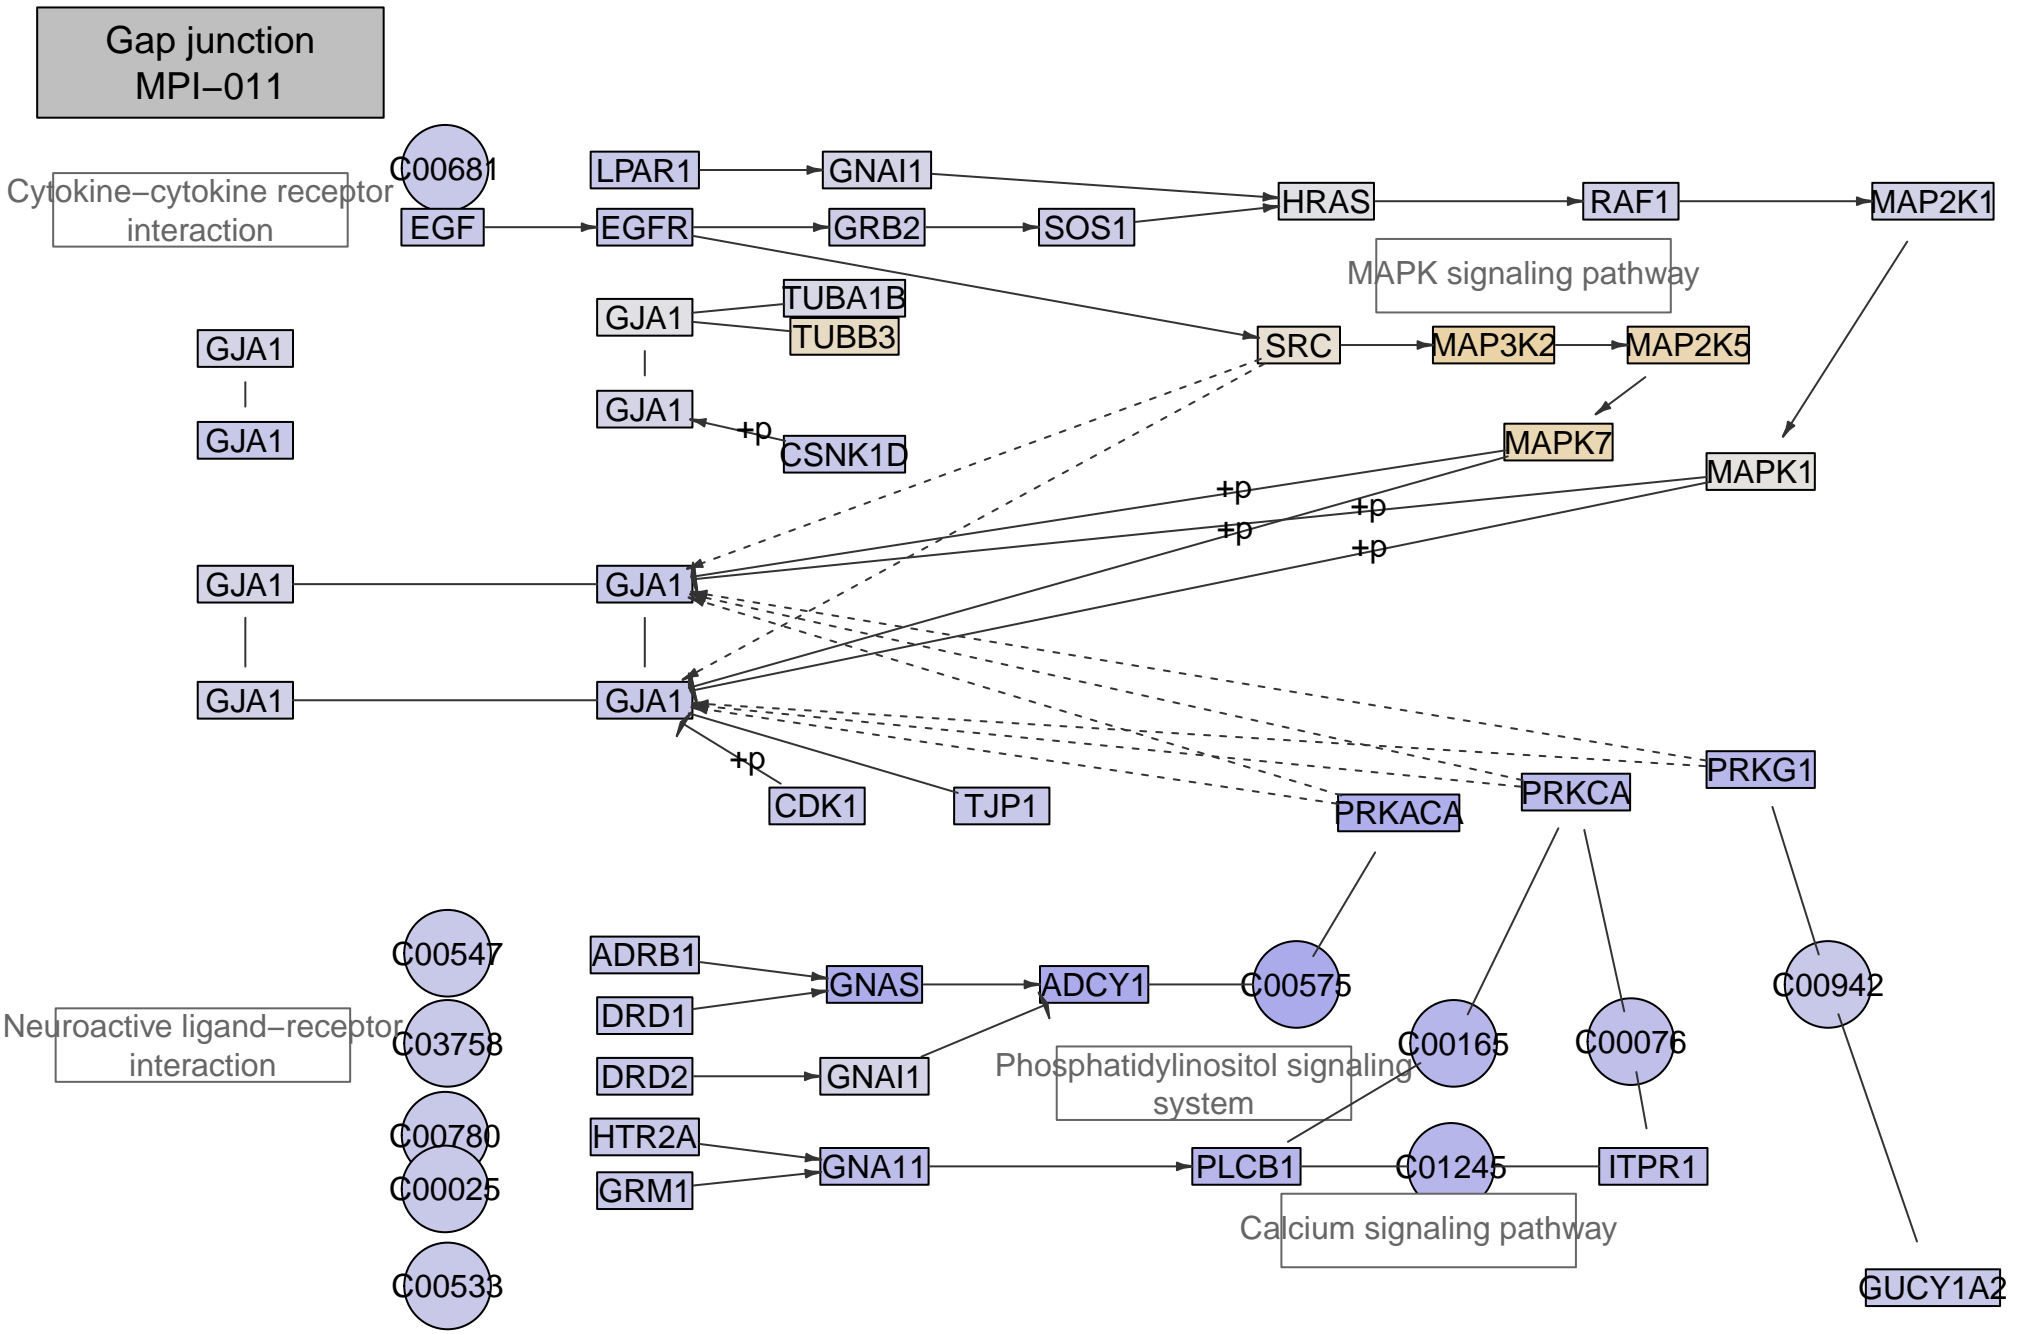 Gap junction
MPI−011
C00681
LPAR1
GNAI1
Cytokine−cytokine receptor
interaction
EGF
EGFR
GRB2
SOS1
HRAS
RAF1
MAP2K1
MAPK signaling pathway
TUBA1B
GJA1
TUBB3
GJA1
SRC
MAP3K2
MAP2K5
GJA1
+p
GJA1
CSNK1D
MAPK7
MAPK1
+p
+p
+p
+p
GJA1
GJA1
GJA1
GJA1
+p
CDK1
TJP1
PRKACA
PRKCA
PRKG1
C00547
ADRB1
GNAS
ADCY1
C00575
C00942
DRD1
Neuroactive ligand−receptor
interaction
C03758
C00165
C00076
DRD2
GNAI1
Phosphatidylinositol signaling
system
C00780
HTR2A
GNA11
PLCB1
C01245
ITPR1
C00025
GRM1
Calcium signaling pathway
C00533
GUCY1A2